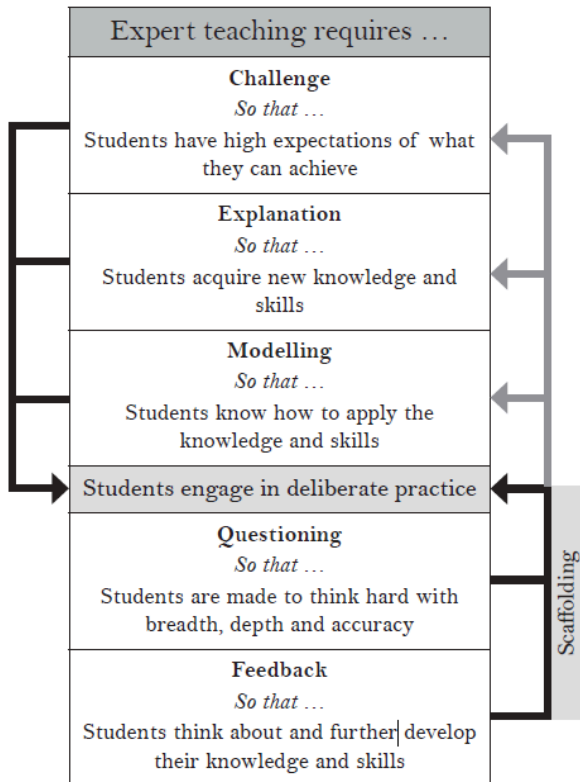 Expert teaching requires …
Challenge
So that …
Students have high expectations of what
they can achieve
Explanation
So that …
Students acquire new knowledge and
skills
Modelling
So that …
Students know how to apply the
knowledge and skills
Students engage in deliberate practice
Questioning
So that …
Students are made to think hard with
breadth, depth and accuracy
Feedback
So that …
Students think about and further develop
their knowledge and skills
Scaffolding